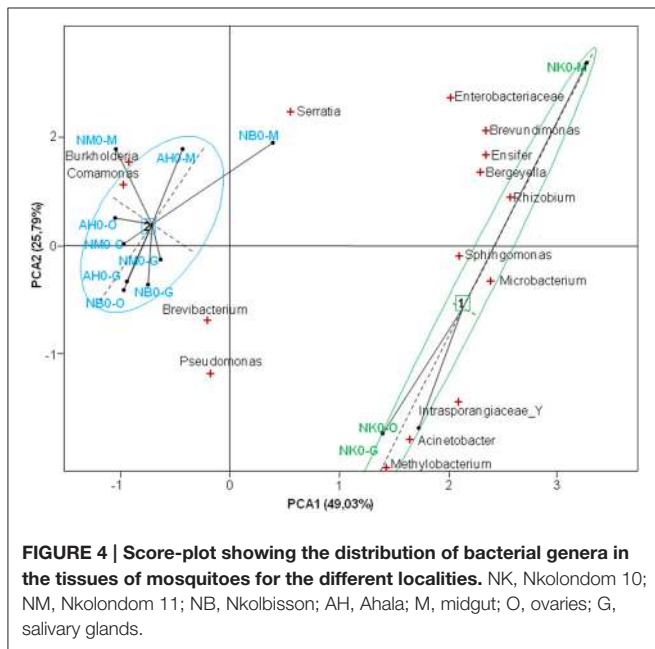 NK0-M
Enterobacteriaceae
Serratia
Brevundimonas
2
NM0-M
NB0-M
Ensifer
Burkholderia
AH0-M
Bergeyella
Comamonas
Rhizobium
AH0-O
2
NM0-O
0
Sphingomonas
NM0-G
AH0-G
Microbacterium
NB0-O
NB0-G
1
Brevibacterium
-1
Pseudomonas
Intrasporangiaceae_Y
NK0-O
Acinetobacter
NK0-G
Methylobacterium
-1
0
1
2
3
PCA2 (25,79%)
PCA1 (49,03%)
FIGURE 4 | Score-plot showing the distribution of bacterial genera in
the tissues of mosquitoes for the different localities. NK, Nkolondom 10;
NM, Nkolondom 11; NB, Nkolbisson; AH, Ahala; M, midgut; O, ovaries; G,
salivary glands.